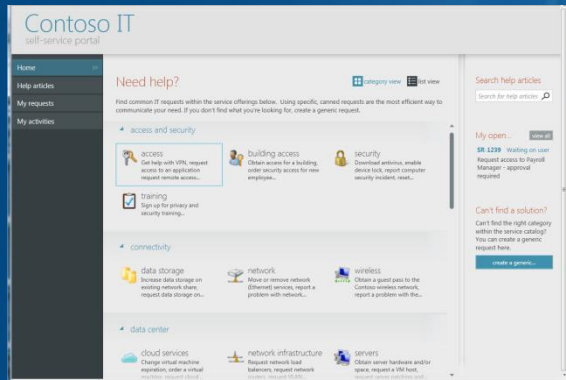 Contoso IT
self-service portal
Home
Help articles
My requests
My activities
Need help?
category view
list view
Find common IT requests within the service offerings below. Using specific, canned requests are the most efficient way to
communicate your need. If you don't find what you're looking for, create a generic request.
access and security
access
Get help with VPN, request
access to an application
request remote access...
building access
Obtain access for a building,
order security access for new
employee...
security
Download antivirus, enable
device lock, report computer
security incident, reset...
training
Sign up for privacy and
security training...
connectivity
data storage
Increase data storage on
existing network share,
request data storage on...
network
Move or remove network
(Ethernet) services, report a
problem with network...
wireless
Obtain a guest pass to the
Contoso wireless network,
report a problem with the...
data center
cloud services
Change virtual machine
expiration, order a virtual
machine, request cloud...
network infrastructure
Request network load
balancers, request network
servers
Obtain server hardware and/or
space, request a VM host,
Search help articles
Search for help articles
My open...
view all
SR 1239 Waiting on user
Request access to Payroll
Manager - approval
required
Can't find a solution?
Can't find the right category
within the service catalog?
You can create a generic
request here.
create a generic...